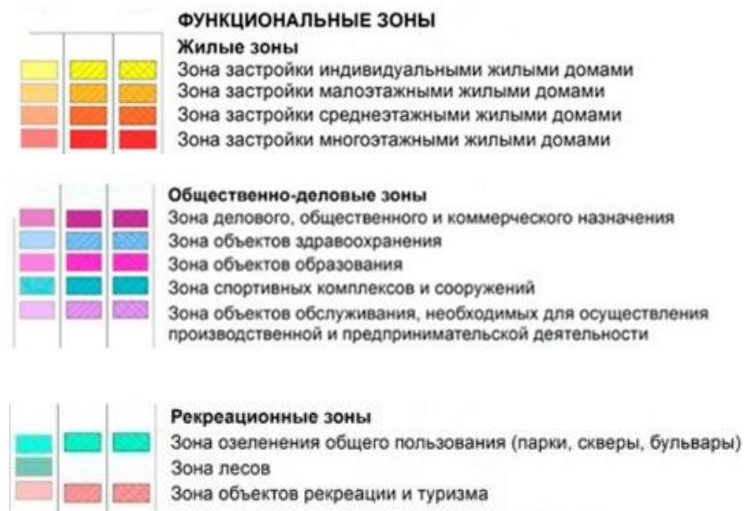 ФУНКЦИОНАЛЬНЫЕ ЗОНЫ
Жилые зоны
Зона застройки индивидуальными жилыми домами
Зона застройки малоэтажными жилыми домами
Зона застройки среднеэтажными жилыми домами
Зона застройки многоэтажными жилыми домами
Общественно-деловые зоны
Зона делового, общественного и коммерческого назначения
Зона объектов здравоохранения
Зона объектов образования
Зона спортивных комплексов и сооружений
Зона объектов обслуживания, необходимых для осуществления
производственной и предпринимательской деятельности
Рекреационные зоны
Зона озеленения общего пользования (парки, скверы, бульвары)
Зона лесов
Зона объектов рекреации и туризма